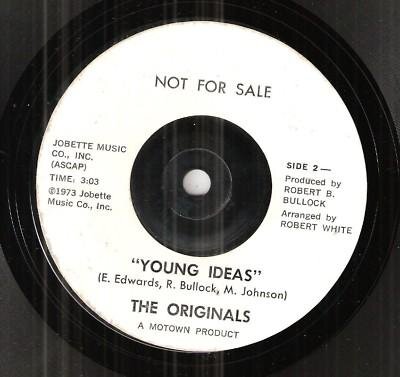 NOT FOR SALE
JOBETTE MUSIC
CO., INC.
(ASCAP)
TIME: 3:03
©1973 Jobette
Music Co., Inc.
SIDE 2—
Produced by
ROBERT B.
BULLOCK
Arranged by
ROBERT WHITE
"YOUNG IDEAS"
(E. Edwards, R. Bullock, M. Johnson)
THE ORIGINALS
A MOTOWN PRODUCT